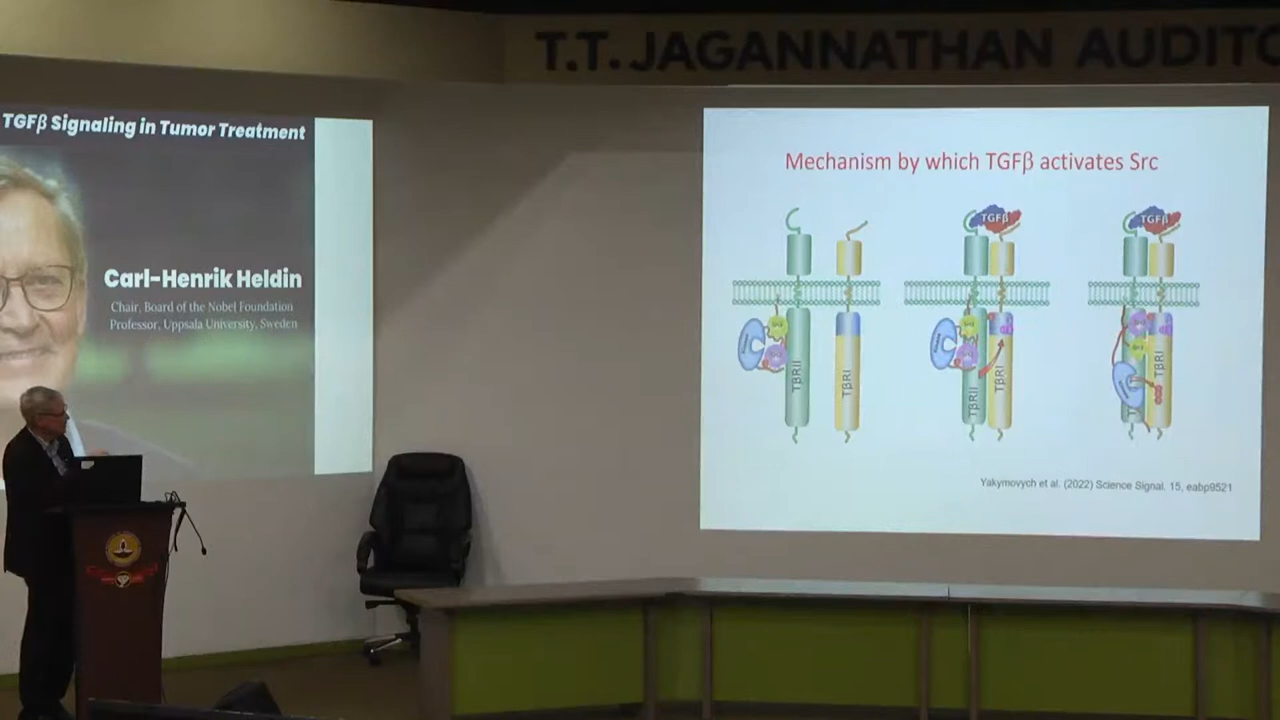 T.T. JAGANNATHAN AUDITO
TGFβ Signaling in Tumor Treatment
Carl-Henrik Heldin
Chair, Board of the Nobel Foundation
Professor, Uppsala University, Sweden
Mechanism by which TGFβ activates Src
TGFβ
TGFβ
TβRII
TβRI
TβRII
TβRI
TβRI
Yakymovych et al. (2022) Science Signal. 15, eabp9521